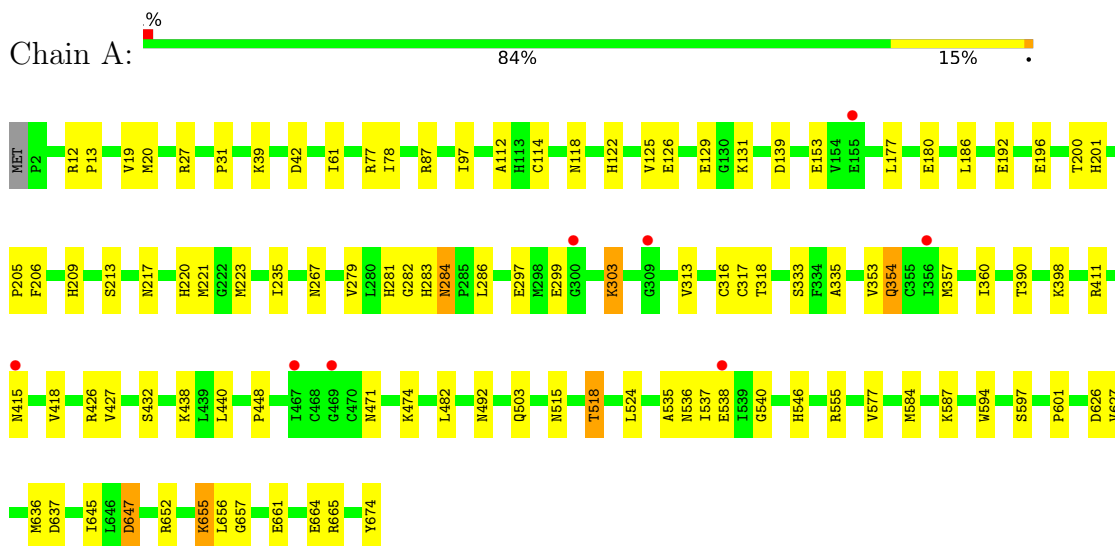 .%
Chain A:
84% 15% •
MET P2 R12 P13 V19 M20 R27 P31 K39 D42 I61 R77 I78 R87 I97 A112 H113 C114 N118 H122 V125 E126 E129 G130 K131 D139 E153 V154 E155 L177 E180 L186 E192 E196 T200 H201
P205 F206 H209 S213 N217 H220 M221 G222 M223 I235 N267 V279 L280 H281 G282 H283 N284 P285 L286 E297 M298 E299 G300 K303 G309 V313 C316 C317 T318 S333 F334 A335 V353 Q354 C355 I356 M357 I360 T390 K398 R411
N415 V418 R426 V427 S432 K438 L439 L440 P448 I467 C468 G469 C470 N471 K474 L482 N492 Q503 N515 T518 L524 A535 N536 I537 E538 I539 G540 H546 R555 V577 M584 K587 W594 S597 P601 D626
M636 D637 I645 L646 D647 R652 K655 L656 G657 E661 E664 R665 Y674